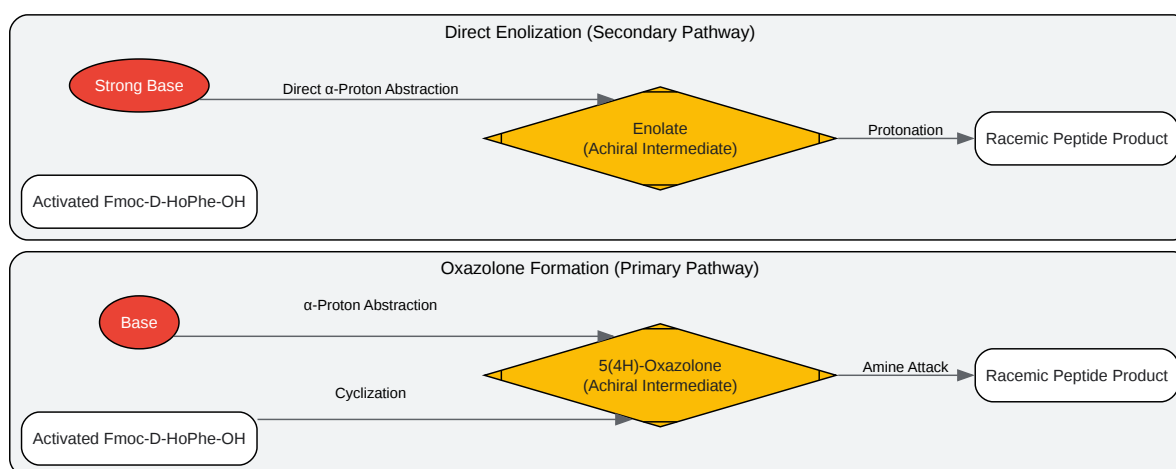 Direct Enolization (Secondary Pathway)
Strong Base
Direct α-Proton Abstraction
Enolate
(Achiral Intermediate)
Protonation
Racemic Peptide Product
Activated Fmoc-D-HoPhe-OH
Oxazolone Formation (Primary Pathway)
Base
α-Proton Abstraction
5(4H)-Oxazolone
(Achiral Intermediate)
Amine Attack
Racemic Peptide Product
Cyclization
Activated Fmoc-D-HoPhe-OH